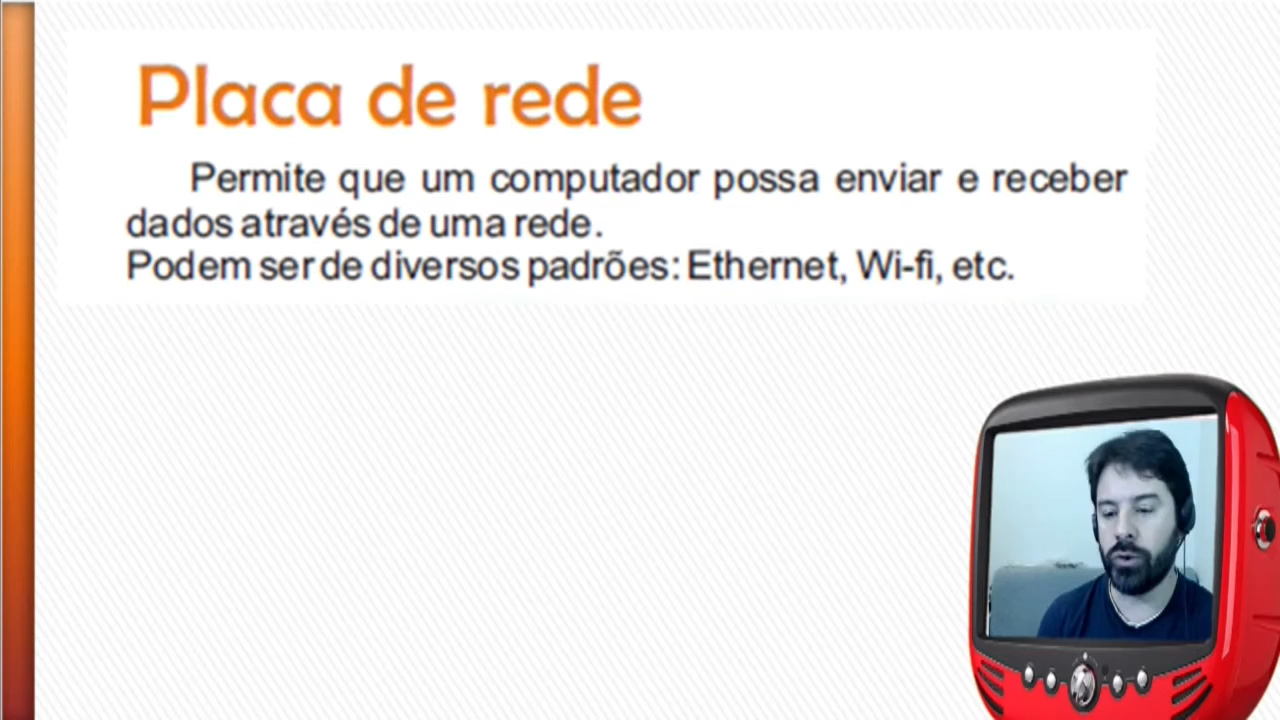 Placa de rede
Permite que um computador possa enviar e receber
dados através de uma rede.
Podem ser de diversos padrões: Ethernet, Wi-fi, etc.